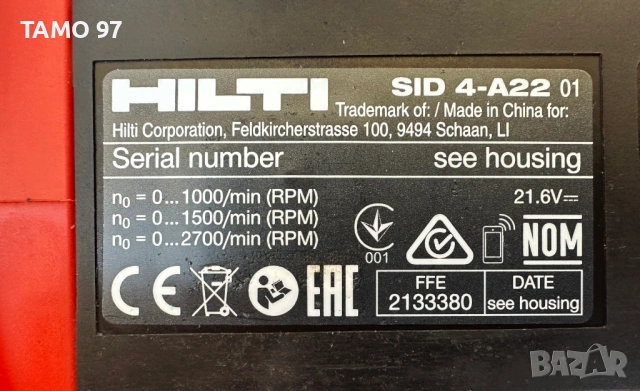 TAMO 97
HILTI
SID 4-A22 01
Trademark of: / Made in China for:
Hilti Corporation, Feldkircherstrasse 100, 9494 Schaan, LI
Serial number see housing
n₀ = 0...1000/min (RPM)
n₀ = 0...1500/min (RPM)
n₀ = 0...2700/min (RPM)
21.6V⎓
001
NOM
CE
EAC
FFE
2133380
DATE
see housing
BAZAR